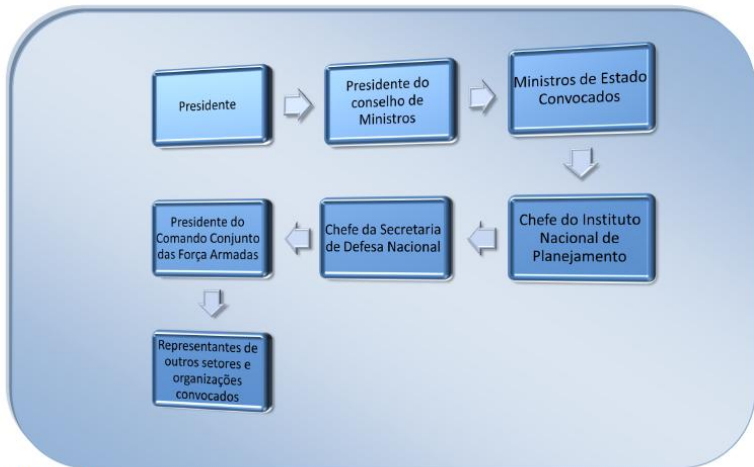 Presidente
Presidente do
conselho de
Ministros
Ministros de Estado
Convocados
Chefe do Instituto
Nacional de
Planejamento
Chefe da Secretaria
de Defesa Nacional
Presidente do
Comando Conjunto
das Força Armadas
Representantes de
outros setores e
organizações
convocados